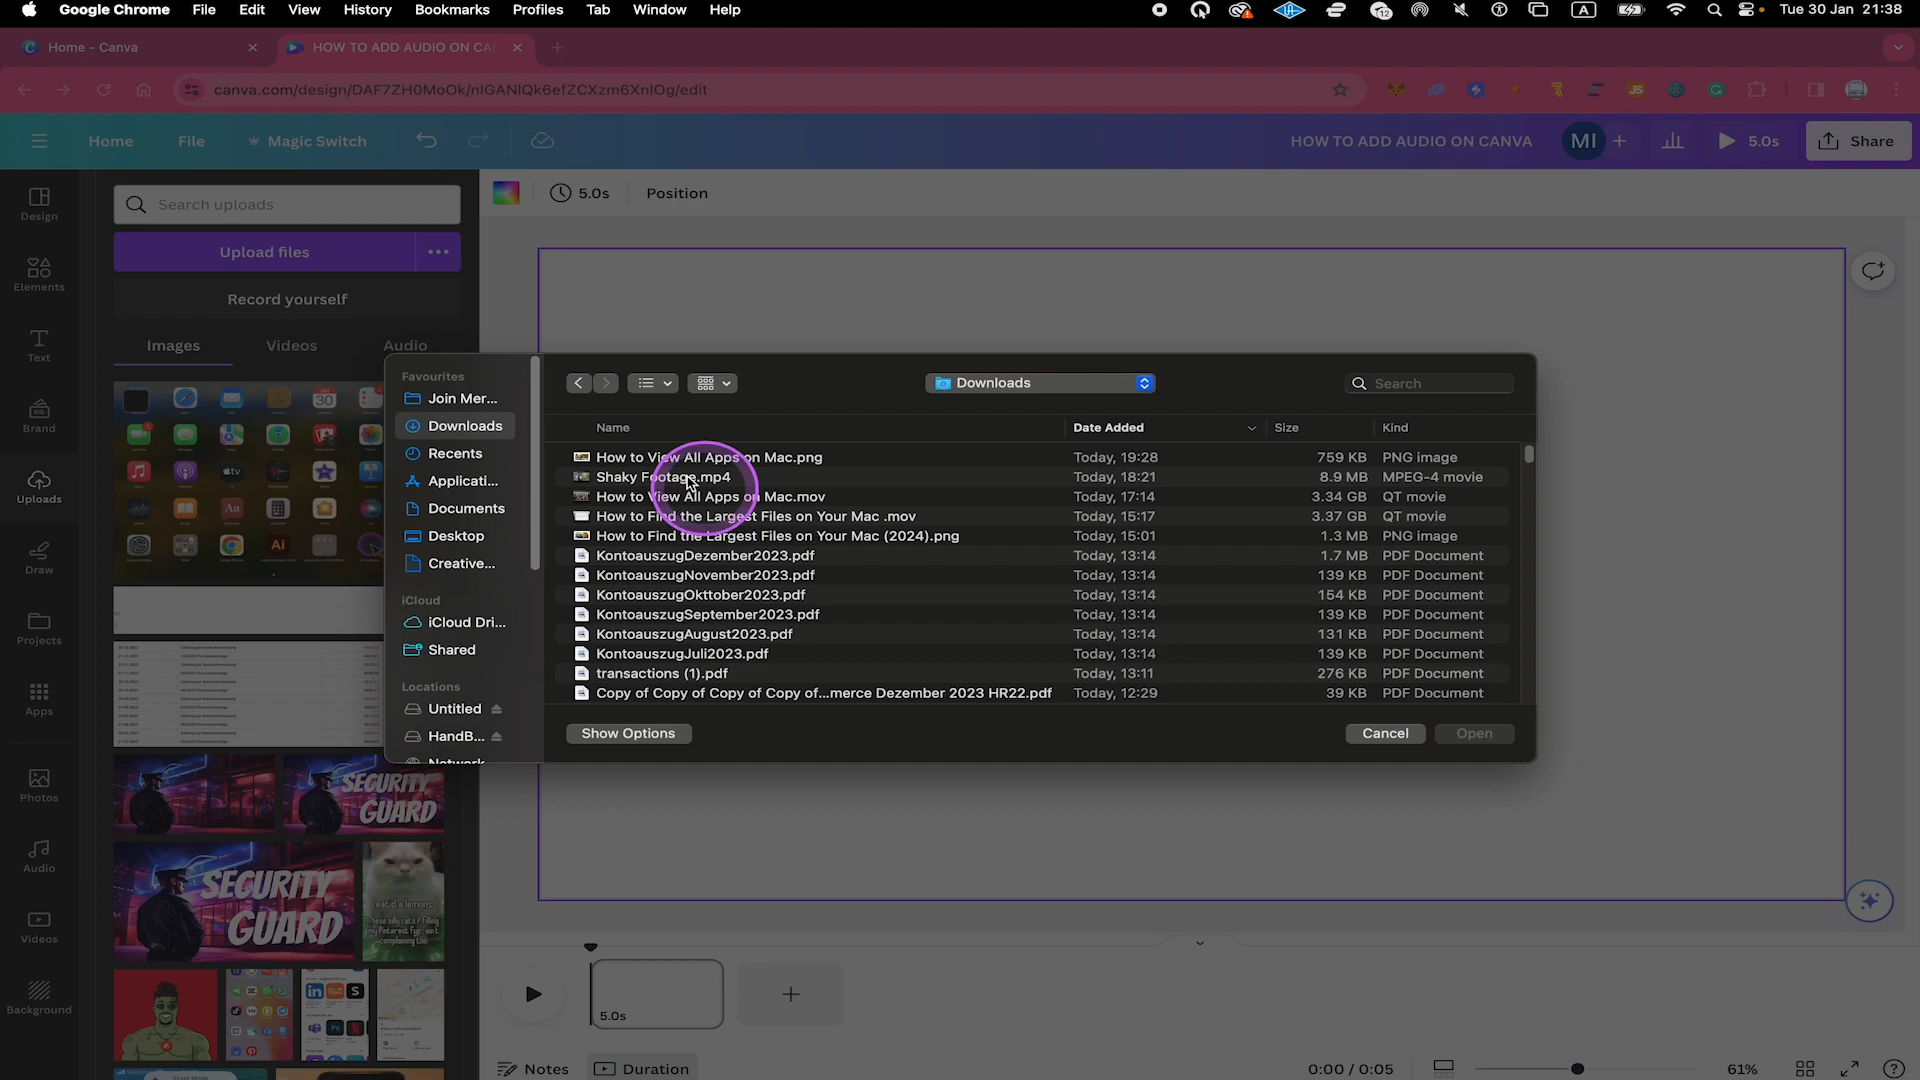 Google Chrome File Edit View History Bookmarks Profiles Tab Window Help
12 A Tue 30 Jan 21:38
Home - Canva
HOW TO ADD AUDIO ON CA
canva.com/design/DAF7ZH0MoOk/nIGANIQk6efZCXzm6XnIOg/edit
Home File Magic Switch
HOW TO ADD AUDIO ON CANVA MI 5.0s Share
Design
Elements
Text
Brand
Uploads
Draw
Projects
Apps
Photos
Audio
Videos
Background
Search uploads
Upload files
Record yourself
Images Videos Audio
5.0s Position
Favourites
Join Mer...
Downloads
Recents
Applicati...
Documents
Desktop
Creative...
iCloud
iCloud Dri...
Shared
Locations
Untitled
HandB...
Network
Downloads
Search
Name Date Added Size Kind
How to View All Apps on Mac.png Today, 19:28 759 KB PNG image
Shaky Footage.mp4 Today, 18:21 8.9 MB MPEG-4 movie
How to View All Apps on Mac.mov Today, 17:14 3.34 GB QT movie
How to Find the Largest Files on Your Mac .mov Today, 15:17 3.37 GB QT movie
How to Find the Largest Files on Your Mac (2024).png Today, 15:01 1.3 MB PNG image
KontoauszugDezember2023.pdf Today, 13:14 1.7 MB PDF Document
KontoauszugNovember2023.pdf Today, 13:14 139 KB PDF Document
KontoauszugOkttober2023.pdf Today, 13:14 154 KB PDF Document
KontoauszugSeptember2023.pdf Today, 13:14 139 KB PDF Document
KontoauszugAugust2023.pdf Today, 13:14 131 KB PDF Document
KontoauszugJuli2023.pdf Today, 13:14 139 KB PDF Document
transactions (1).pdf Today, 13:11 276 KB PDF Document
Copy of Copy of Copy of Copy of...merce Dezember 2023 HR22.pdf Today, 12:29 39 KB PDF Document
Show Options Cancel Open
SECURITY GUARD
SECURITY GUARD
5.0s
Notes Duration 0:00 / 0:05 61%